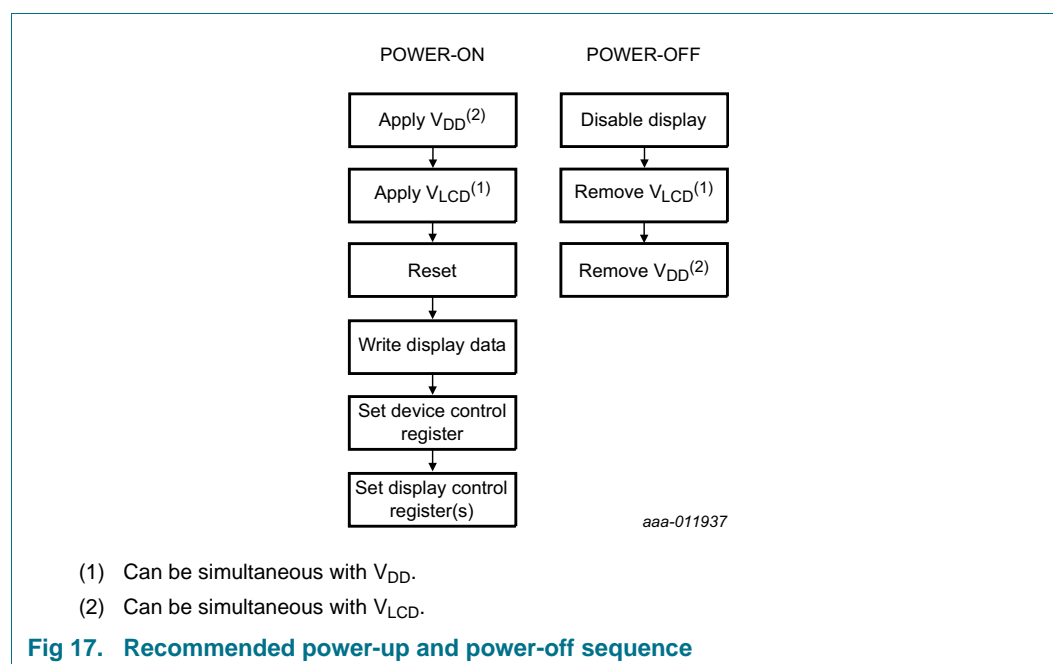 POWER-ON
Apply VDD(2)
Apply VLCD(1)
Reset
Write display data
Set device control
register
Set display control
register(s)
POWER-OFF
Disable display
Remove VLCD(1)
Remove VDD(2)
aaa-011937
(1) Can be simultaneous with VDD.
(2) Can be simultaneous with VLCD.
Fig 17. Recommended power-up and power-off sequence